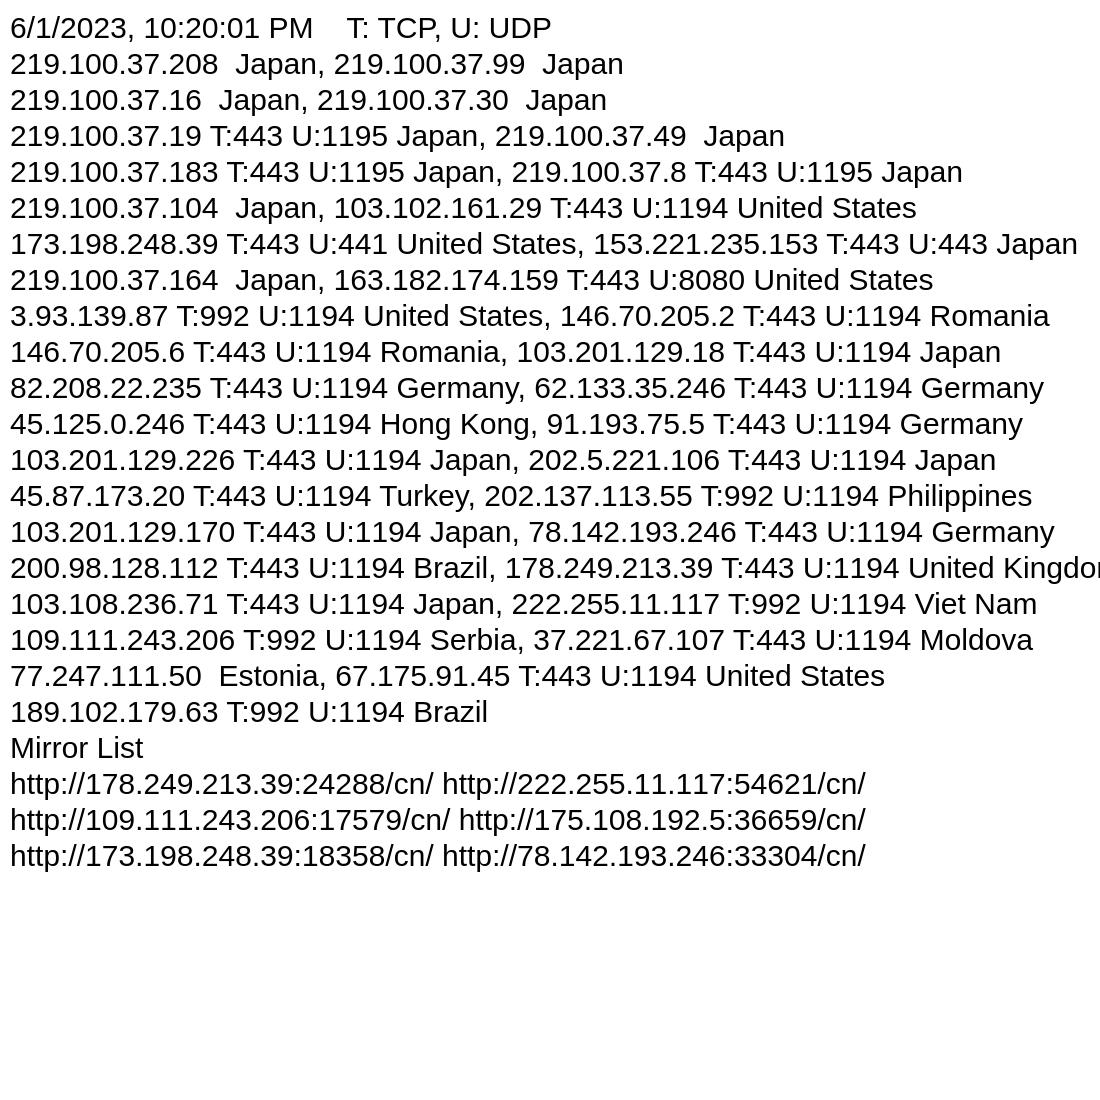 6/1/2023, 10:20:01 PM    T: TCP, U: UDP
219.100.37.208  Japan, 219.100.37.99  Japan
219.100.37.16  Japan, 219.100.37.30  Japan
219.100.37.19 T:443 U:1195 Japan, 219.100.37.49  Japan
219.100.37.183 T:443 U:1195 Japan, 219.100.37.8 T:443 U:1195 Japan
219.100.37.104  Japan, 103.102.161.29 T:443 U:1194 United States
173.198.248.39 T:443 U:441 United States, 153.221.235.153 T:443 U:443 Japan
219.100.37.164  Japan, 163.182.174.159 T:443 U:8080 United States
3.93.139.87 T:992 U:1194 United States, 146.70.205.2 T:443 U:1194 Romania
146.70.205.6 T:443 U:1194 Romania, 103.201.129.18 T:443 U:1194 Japan
82.208.22.235 T:443 U:1194 Germany, 62.133.35.246 T:443 U:1194 Germany
45.125.0.246 T:443 U:1194 Hong Kong, 91.193.75.5 T:443 U:1194 Germany
103.201.129.226 T:443 U:1194 Japan, 202.5.221.106 T:443 U:1194 Japan
45.87.173.20 T:443 U:1194 Turkey, 202.137.113.55 T:992 U:1194 Philippines
103.201.129.170 T:443 U:1194 Japan, 78.142.193.246 T:443 U:1194 Germany
200.98.128.112 T:443 U:1194 Brazil, 178.249.213.39 T:443 U:1194 United Kingdom
103.108.236.71 T:443 U:1194 Japan, 222.255.11.117 T:992 U:1194 Viet Nam
109.111.243.206 T:992 U:1194 Serbia, 37.221.67.107 T:443 U:1194 Moldova
77.247.111.50  Estonia, 67.175.91.45 T:443 U:1194 United States
189.102.179.63 T:992 U:1194 Brazil
Mirror List
http://178.249.213.39:24288/cn/ http://222.255.11.117:54621/cn/
http://109.111.243.206:17579/cn/ http://175.108.192.5:36659/cn/
http://173.198.248.39:18358/cn/ http://78.142.193.246:33304/cn/